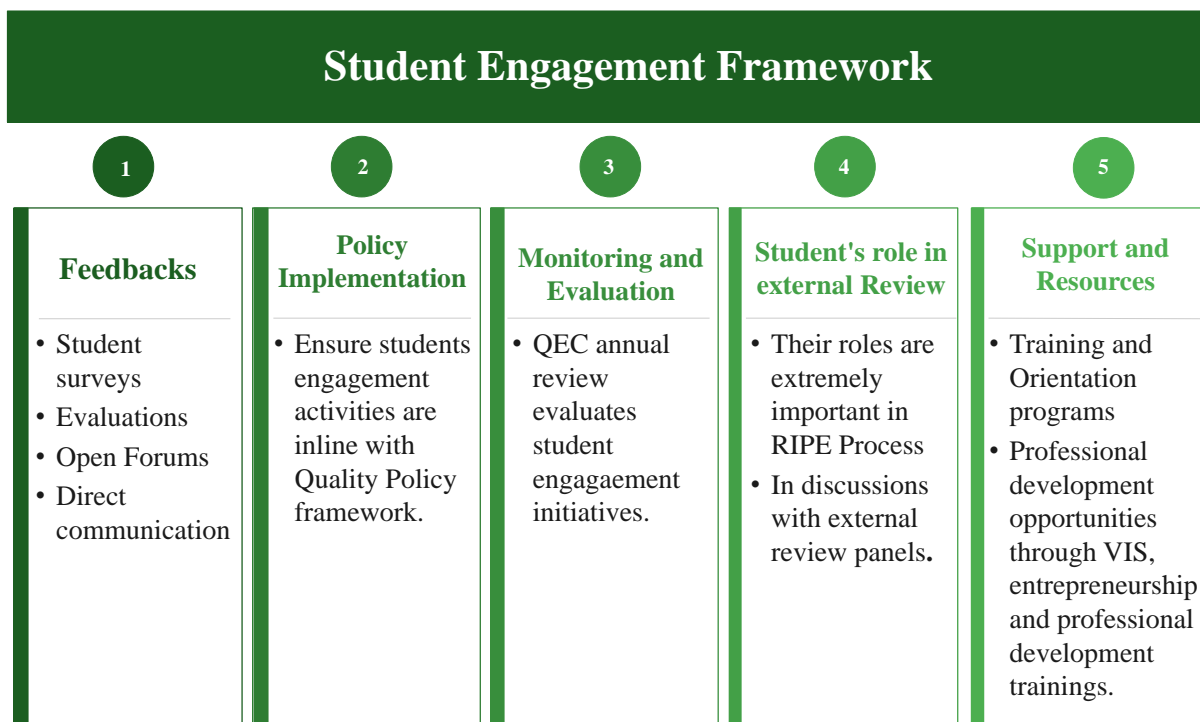 Student Engagement Framework
1
2
3
4
5
Feedbacks
• Student
surveys
• Evaluations
• Open Forums
• Direct
communication
Policy
Implementation
• Ensure students
engagement
activities are
inline with
Quality Policy
framework.
Monitoring and
Evaluation
• QEC annual
review
evaluates
student
engagaement
initiatives.
Student's role in
external Review
• Their roles are
extremely
important in
RIPE Process
• In discussions
with external
review panels.
Support and
Resources
• Training and
Orientation
programs
• Professional
development
opportunities
through VIS,
entrepreneurship
and professional
development
trainings.